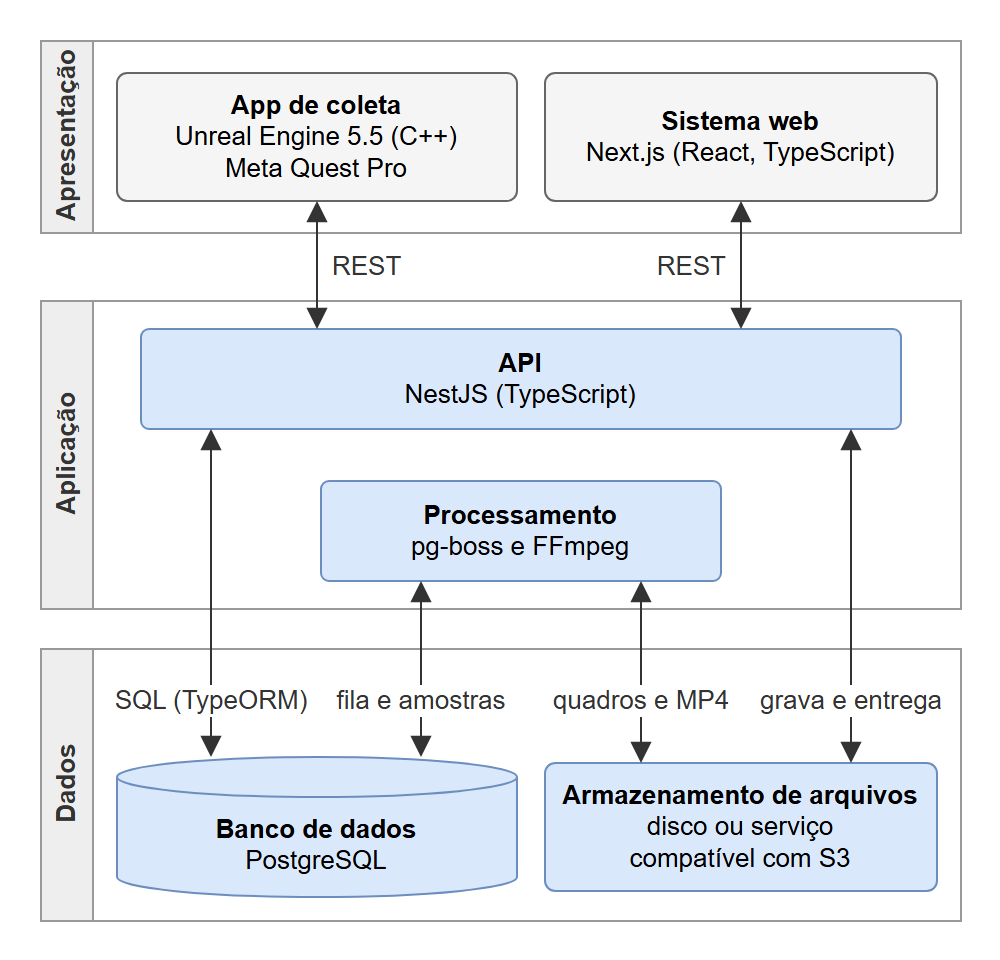 Apresentação
App de coleta
Unreal Engine 5.5 (C++)
Meta Quest Pro
Sistema web
Next.js (React, TypeScript)
REST
REST
Aplicação
API
NestJS (TypeScript)
Processamento
pg-boss e FFmpeg
Dados
SQL (TypeORM)
fila e amostras
quadros e MP4
grava e entrega
Banco de dados
PostgreSQL
Armazenamento de arquivos
disco ou serviço
compatível com S3